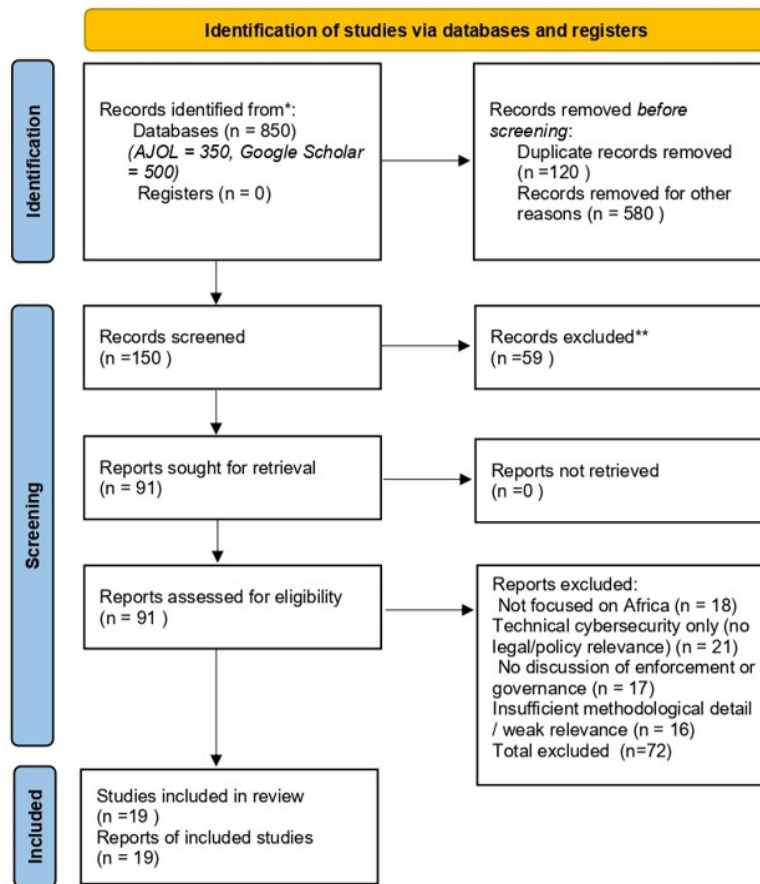 Identification of studies via databases and registers
Identification
Records identified from*:
Databases (n = 850)
(AJOL = 350, Google Scholar
= 500)
Registers (n = 0)
Records removed before
screening:
Duplicate records removed
(n =120 )
Records removed for other
reasons (n = 580 )
Screening
Records screened
(n =150 )
Records excluded**
(n =59 )
Reports sought for retrieval
(n = 91)
Reports not retrieved
(n =0 )
Reports assessed for eligibility
(n = 91 )
Reports excluded:
Not focused on Africa (n = 18)
Technical cybersecurity only (no
legal/policy relevance) (n = 21)
No discussion of enforcement or
governance (n = 17)
Insufficient methodological detail
/ weak relevance (n = 16)
Total excluded (n=72)
Included
Studies included in review
(n =19 )
Reports of included studies
(n = 19)